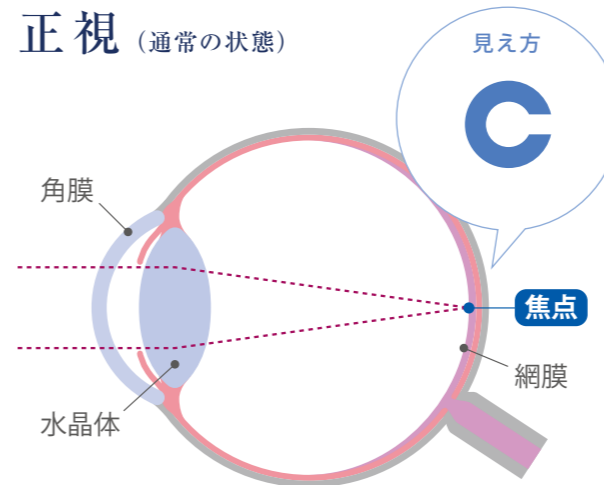 正視（通常の状態）
見え方
角膜
焦点
網膜
水晶体